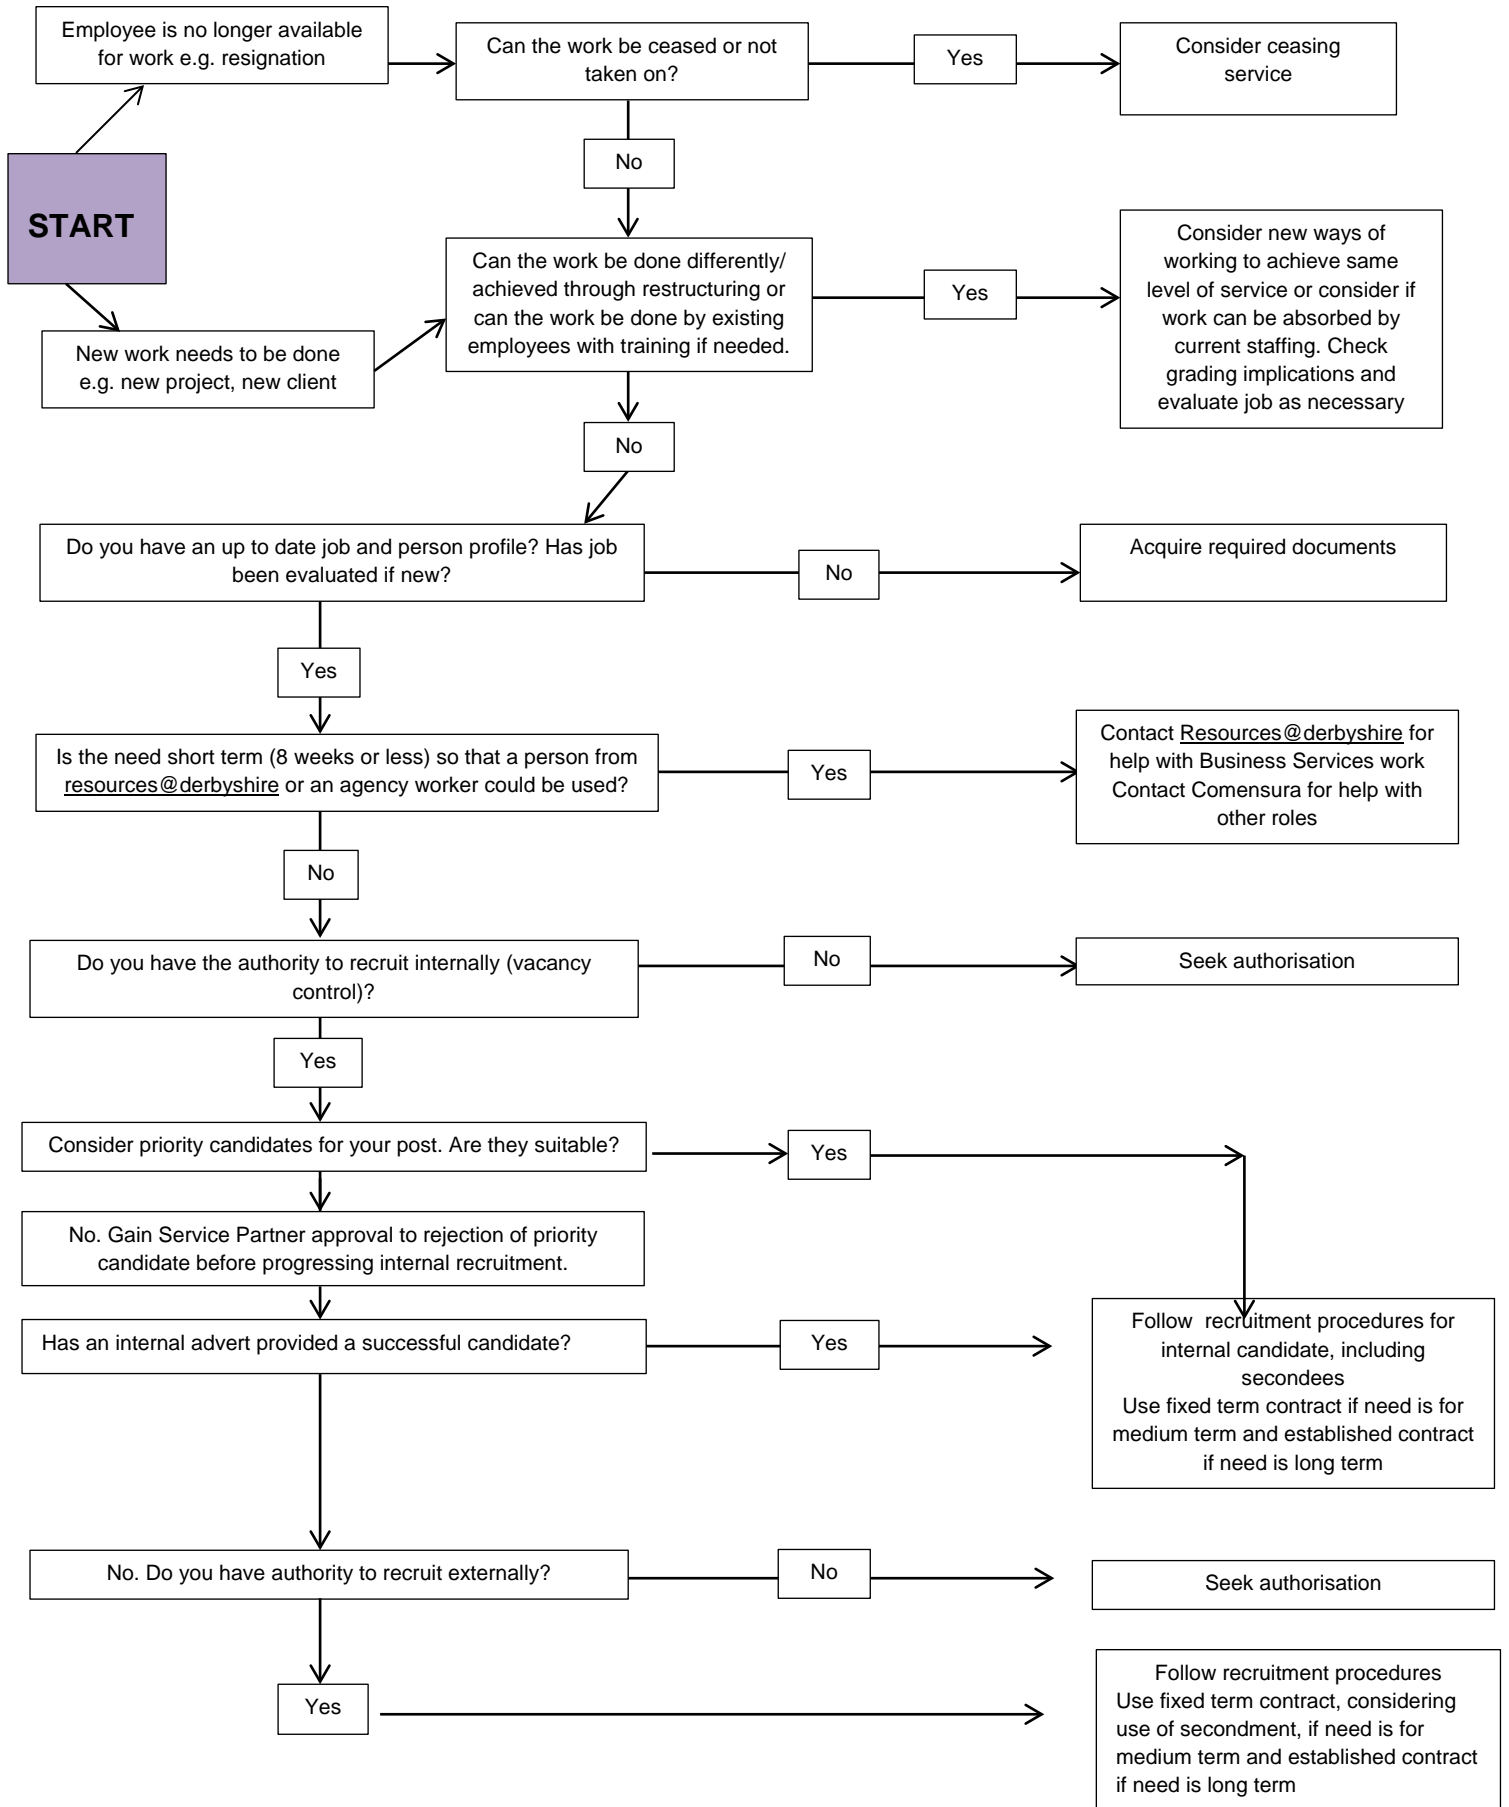 Employee is no longer available
for work e.g. resignation
Can the work be ceased or not
taken on?
Yes
Consider ceasing
service
No
START
Can the work be done differently/
achieved through restructuring or
can the work be done by existing
employees with training if needed.
Yes
Consider new ways of
working to achieve same
level of service or consider if
work can be absorbed by
current staffing. Check
grading implications and
evaluate job as necessary
New work needs to be done
e.g. new project, new client
No
Do you have an up to date job and person profile? Has job
been evaluated if new?
No
Acquire required documents
Yes
Is the need short term (8 weeks or less) so that a person from
resources@derbyshire or an agency worker could be used?
Yes
Contact Resources@derbyshire for
help with Business Services work
Contact Comensura for help with
other roles
No
Do you have the authority to recruit internally (vacancy
control)?
No
Seek authorisation
Yes
Consider priority candidates for your post. Are they suitable?
Yes
No. Gain Service Partner approval to rejection of priority
candidate before progressing internal recruitment.
Has an internal advert provided a successful candidate?
Yes
Follow recruitment procedures for
internal candidate, including
secondees
Use fixed term contract if need is for
medium term and established contract
if need is long term
No. Do you have authority to recruit externally?
No
Seek authorisation
Yes
Follow recruitment procedures
Use fixed term contract, considering
use of secondment, if need is for
medium term and established contract
if need is long term